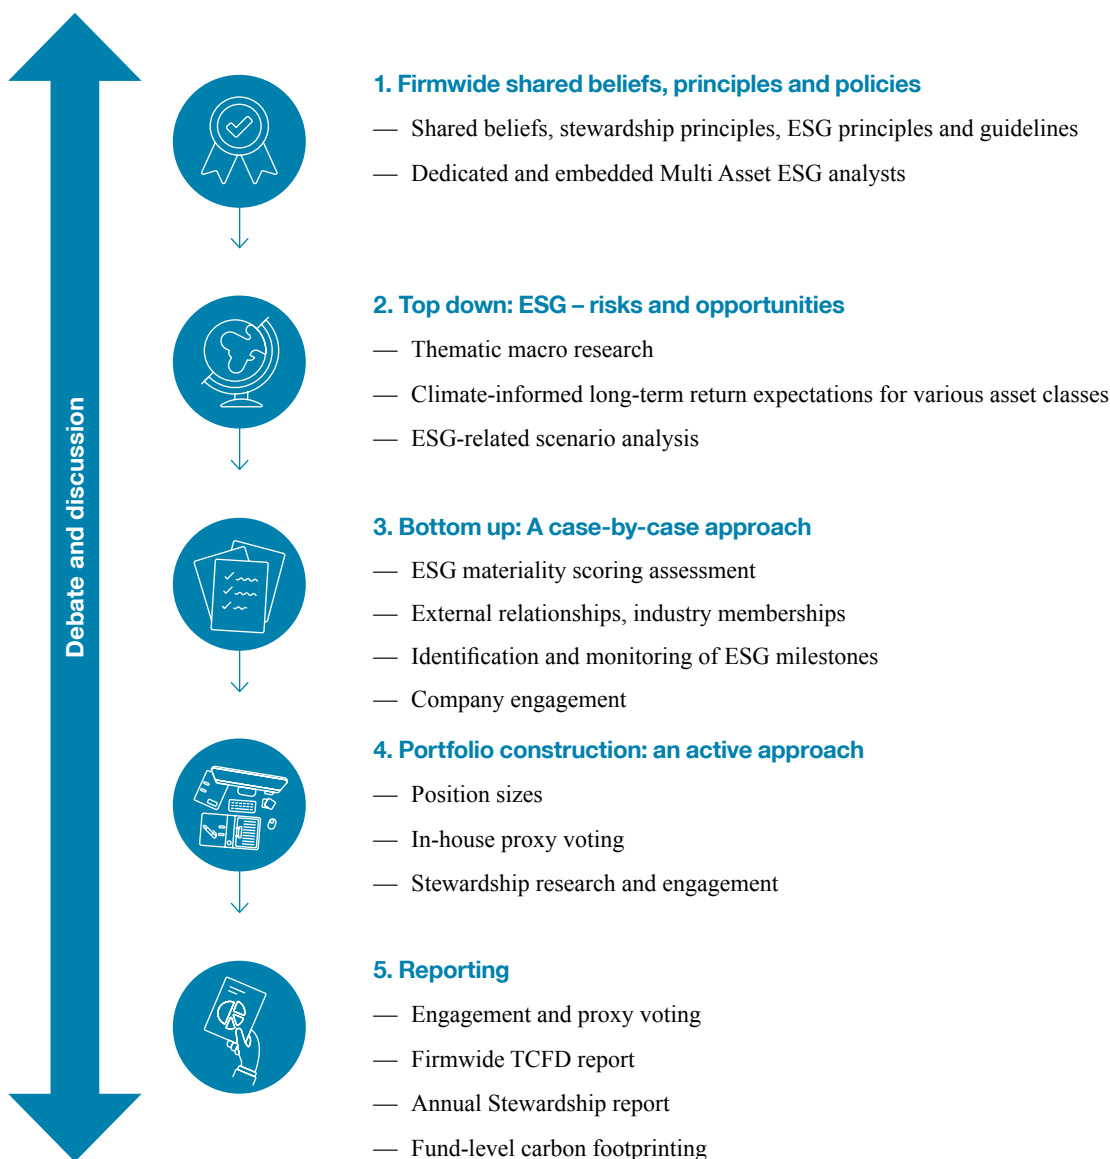 Debate and discussion
1. Firmwide shared beliefs, principles and policies
— Shared beliefs, stewardship principles, ESG principles and guidelines
— Dedicated and embedded Multi Asset ESG analysts
2. Top down: ESG – risks and opportunities
— Thematic macro research
— Climate-informed long-term return expectations for various asset classes
— ESG-related scenario analysis
3. Bottom up: A case-by-case approach
— ESG materiality scoring assessment
— External relationships, industry memberships
— Identification and monitoring of ESG milestones
— Company engagement
4. Portfolio construction: an active approach
— Position sizes
— In-house proxy voting
— Stewardship research and engagement
5. Reporting
— Engagement and proxy voting
— Firmwide TCFD report
— Annual Stewardship report
— Fund-level carbon footprinting